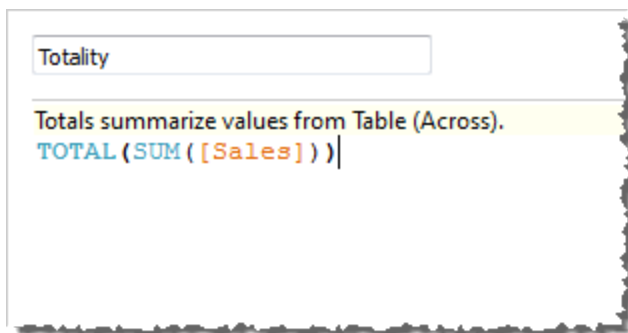 Totality
Totals summarize values from Table (Across).
TOTAL(SUM([Sales]))